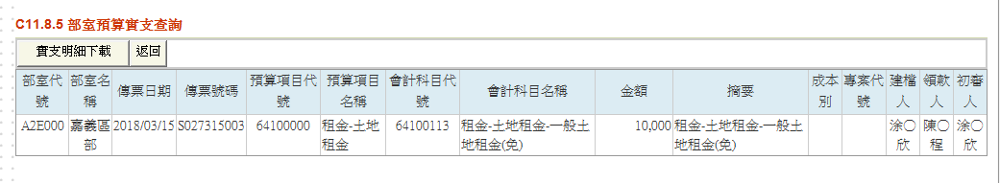 C11.8.5 部室預算實支查詢
實支明細下載 返回
部室代號 部室名稱 傳票日期 傳票號碼 預算項目代號 預算項目名稱 會計科目代號 會計科目名稱 金額 摘要 成本別 專案代號 建檔人 領款人 初審人
A2E000 嘉義區部 2018/03/15 S027315003 64100000 租金-土地租金 64100113 租金-土地租金-一般土地租金(免) 10,000 租金-土地租金-一般土地租金(免) 涂○欣 陳○程 涂○欣